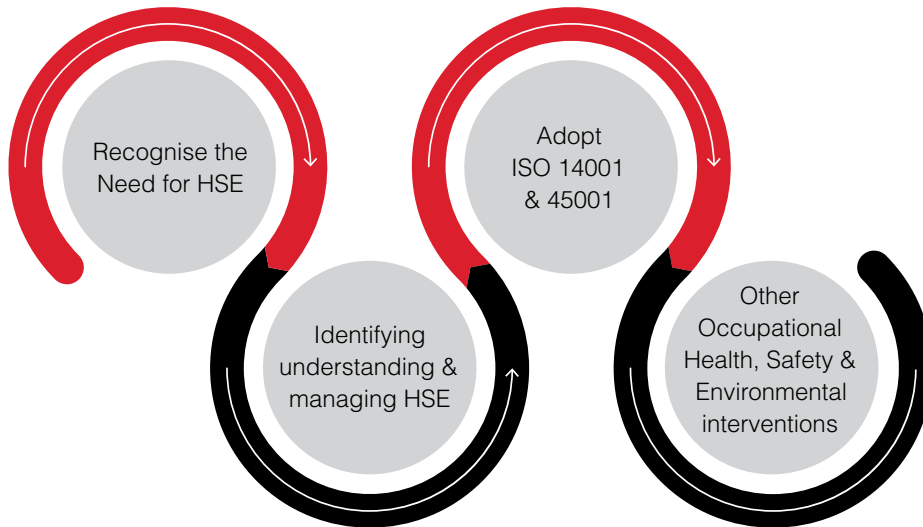 Recognise the
Need for HSE
Identifying
understanding &
managing HSE
Adopt
ISO 14001
& 45001
Other
Occupational
Health, Safety &
Environmental
interventions